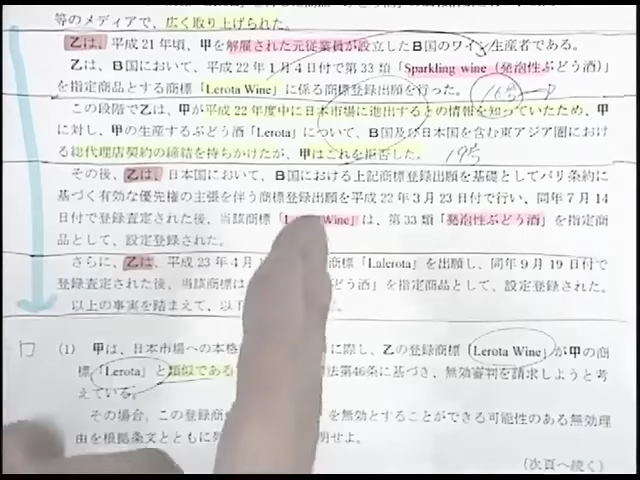 等のメディアで、広く取り上げられた。
乙は、平成21年頃、甲を解雇された元従業員が設立したB国のワイン生産者である。
乙は、B国において、平成22年1月4日付で第33類「Sparkling wine（発泡性ぶどう酒）」
を指定商品とする商標「Lerota Wine」に係る商標登録出願を行った。 16号
この段階で乙は、甲が平成22年度中に日本市場に進出するとの情報を知っていたため、甲
に対し、甲の生産するぶどう酒「Lerota」について、B国及び日本国を含む東アジア圏におけ
る総代理店契約の締結を持ちかけたが、甲はこれを拒否した。 19号
その後、乙は、日本国において、B国における上記商標登録出願を基礎としてパリ条約に
基づく有効な優先権の主張を伴う商標登録出願を平成22年3月23日付で行い、同年7月14
日付で登録査定された後、当該商標「L Wine」は、第33類「発泡性ぶどう酒」を指定商
品として、設定登録された。
さらに、乙は、平成23年4月 商標「Lalerota」を出願し、同年9月19日付で
登録査定された後、当該商標は どう酒」を指定商品として、設定登録された。
以上の事実を踏まえて、以下
(1) 甲は、日本市場への本格 に際し、乙の登録商標「Lerota Wine」が甲の商
標「Lerota」と類似である 法第46条に基づき、無効審判を請求しようと考
えている。
その場合、この登録商 を無効とすることができる可能性のある無効理
由を根拠条文とともに 明せよ。
（次頁へ続く）